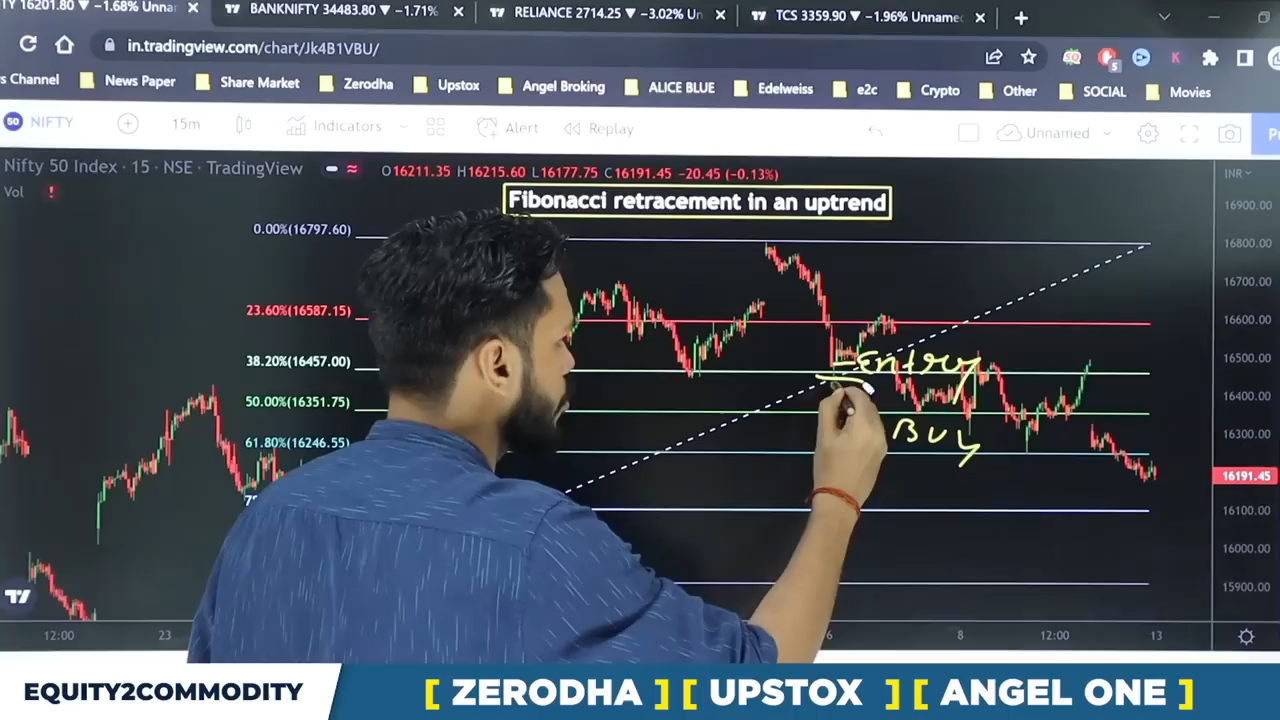 Y 16201.80 ▼ −1.68% Unnar
BANKNIFTY 34483.80 ▼ −1.71%
RELIANCE 2714.25 ▼ −3.02% Un
TCS 3359.90 ▼ −1.96% Unname
in.tradingview.com/chart/Jk4B1VBU/
s Channel
News Paper
Share Market
Zerodha
Upstox
Angel Broking
ALICE BLUE
Edelweiss
e2c
Crypto
Other
SOCIAL
Movies
50 NIFTY
15m
Indicators
Alert
Replay
Unnamed
Nifty 50 Index · 15 · NSE · TradingView
O16211.35 H16215.60 L16177.75 C16191.45 −20.45 (−0.13%)
INR
Vol
Fibonacci retracement in an uptrend
0.00%(16797.60)
23.60%(16587.15)
38.20%(16457.00)
50.00%(16351.75)
61.80%(16246.55)
Entry
BUY
16900.00
16800.00
16700.00
16600.00
16500.00
16400.00
16300.00
16191.45
16100.00
16000.00
15900.00
12:00
23
6
8
12:00
13
EQUITY2COMMODITY
[ ZERODHA ] [ UPSTOX ] [ ANGEL ONE ]